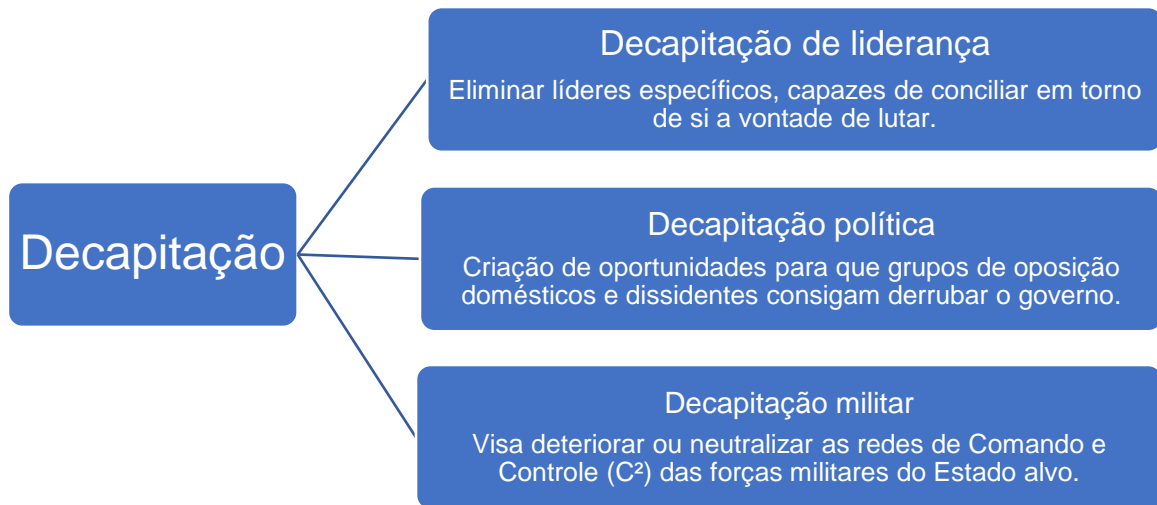 Decapitação
Decapitação de liderança
Eliminar líderes específicos, capazes de conciliar em torno
de si a vontade de lutar.
Decapitação política
Criação de oportunidades para que grupos de oposição
domésticos e dissidentes consigam derrubar o governo.
Decapitação militar
Visa deteriorar ou neutralizar as redes de Comando e
Controle (C²) das forças militares do Estado alvo.